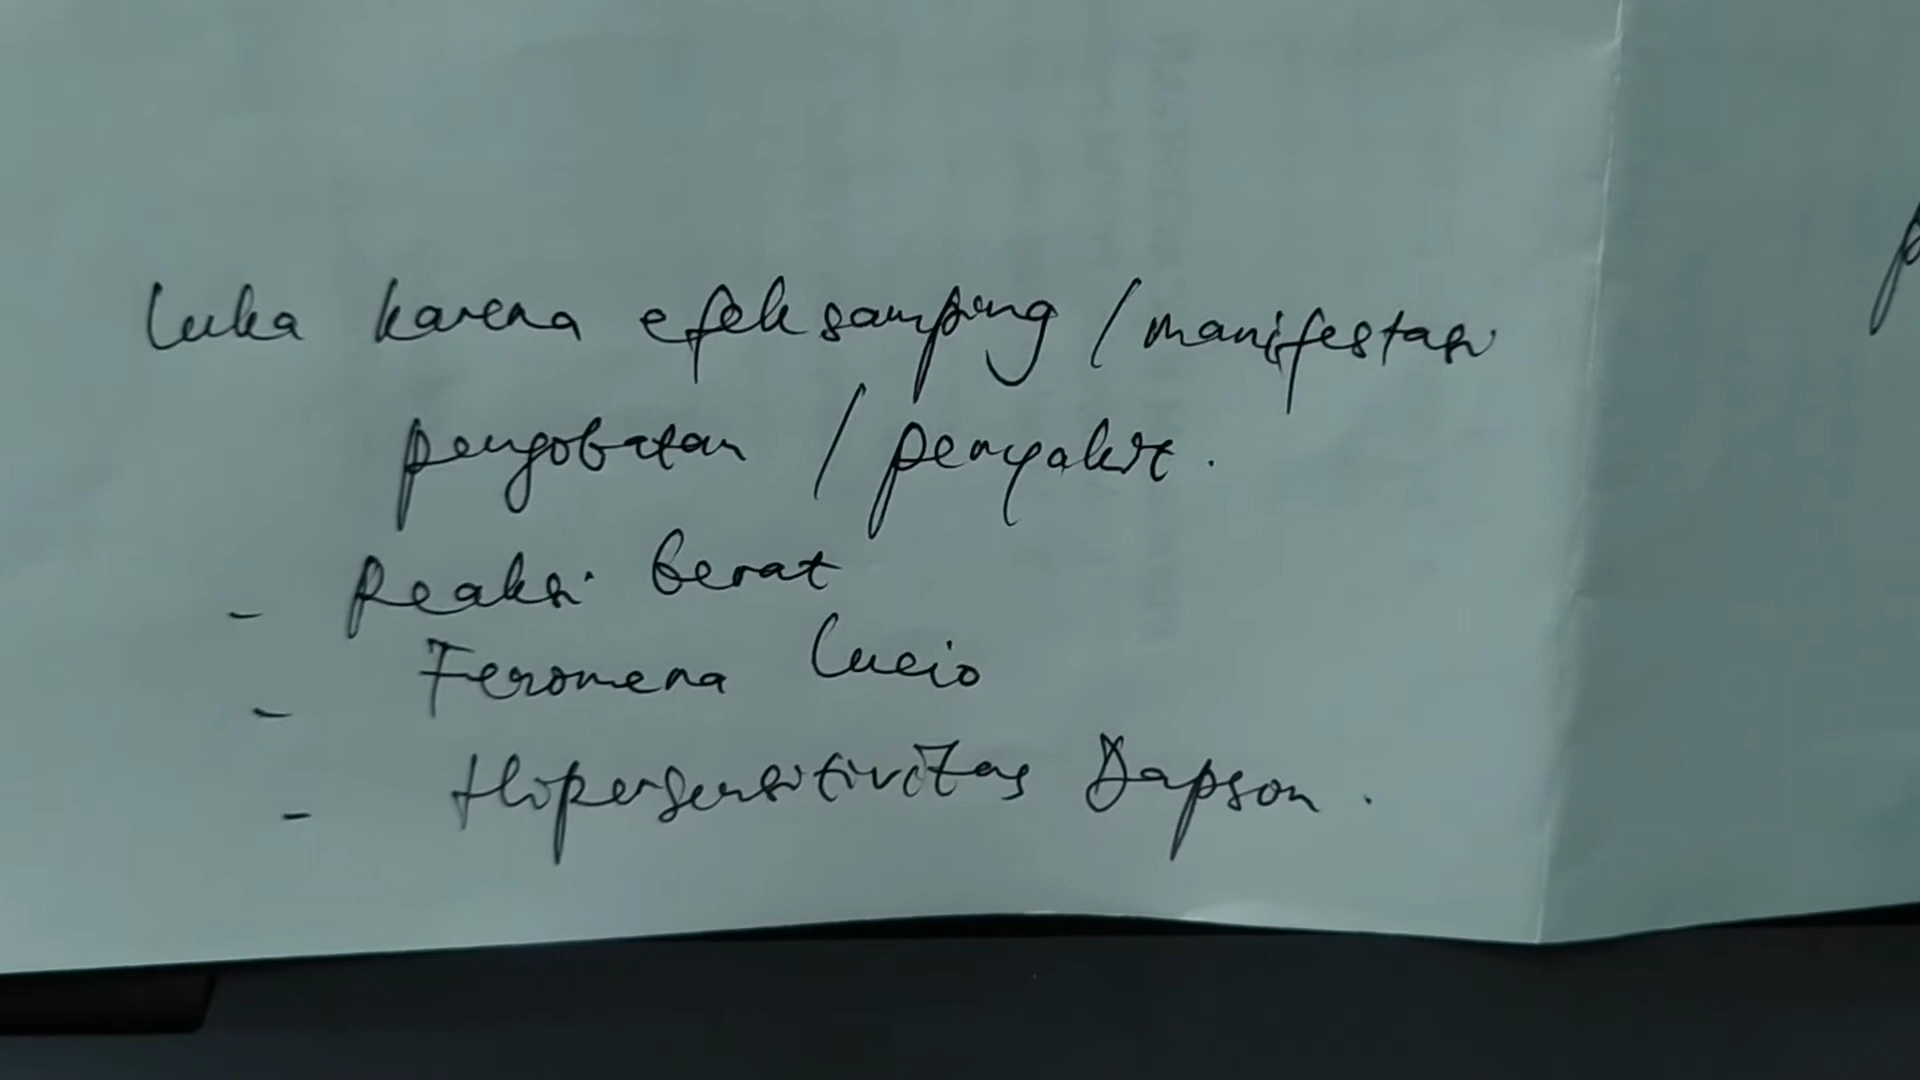 luka karena efek samping / manifestasi
pengobatan / penyakit.
- Reaksi berat
- Fenomena Lucio
- Hipersensitivitas Dapson.